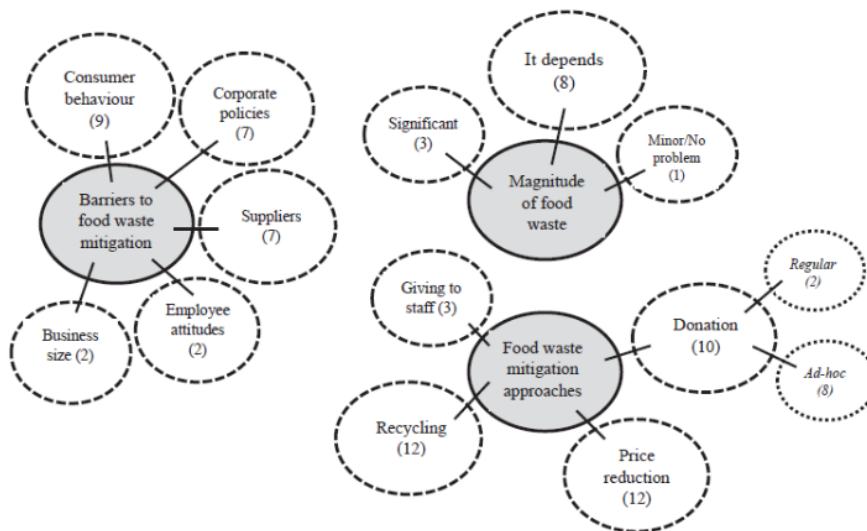 Consumer
behaviour
(9)
Corporate
policies
(7)
Barriers to
food waste
mitigation
Suppliers
(7)
Employee
attitudes
(2)
Business
size (2)
It depends
(8)
Significant
(3)
Minor/No
problem
(1)
Magnitude
of food
waste
Giving to
staff (3)
Food waste
mitigation
approaches
Donation
(10)
Regular
(2)
Ad-hoc
(8)
Recycling
(12)
Price
reduction
(12)